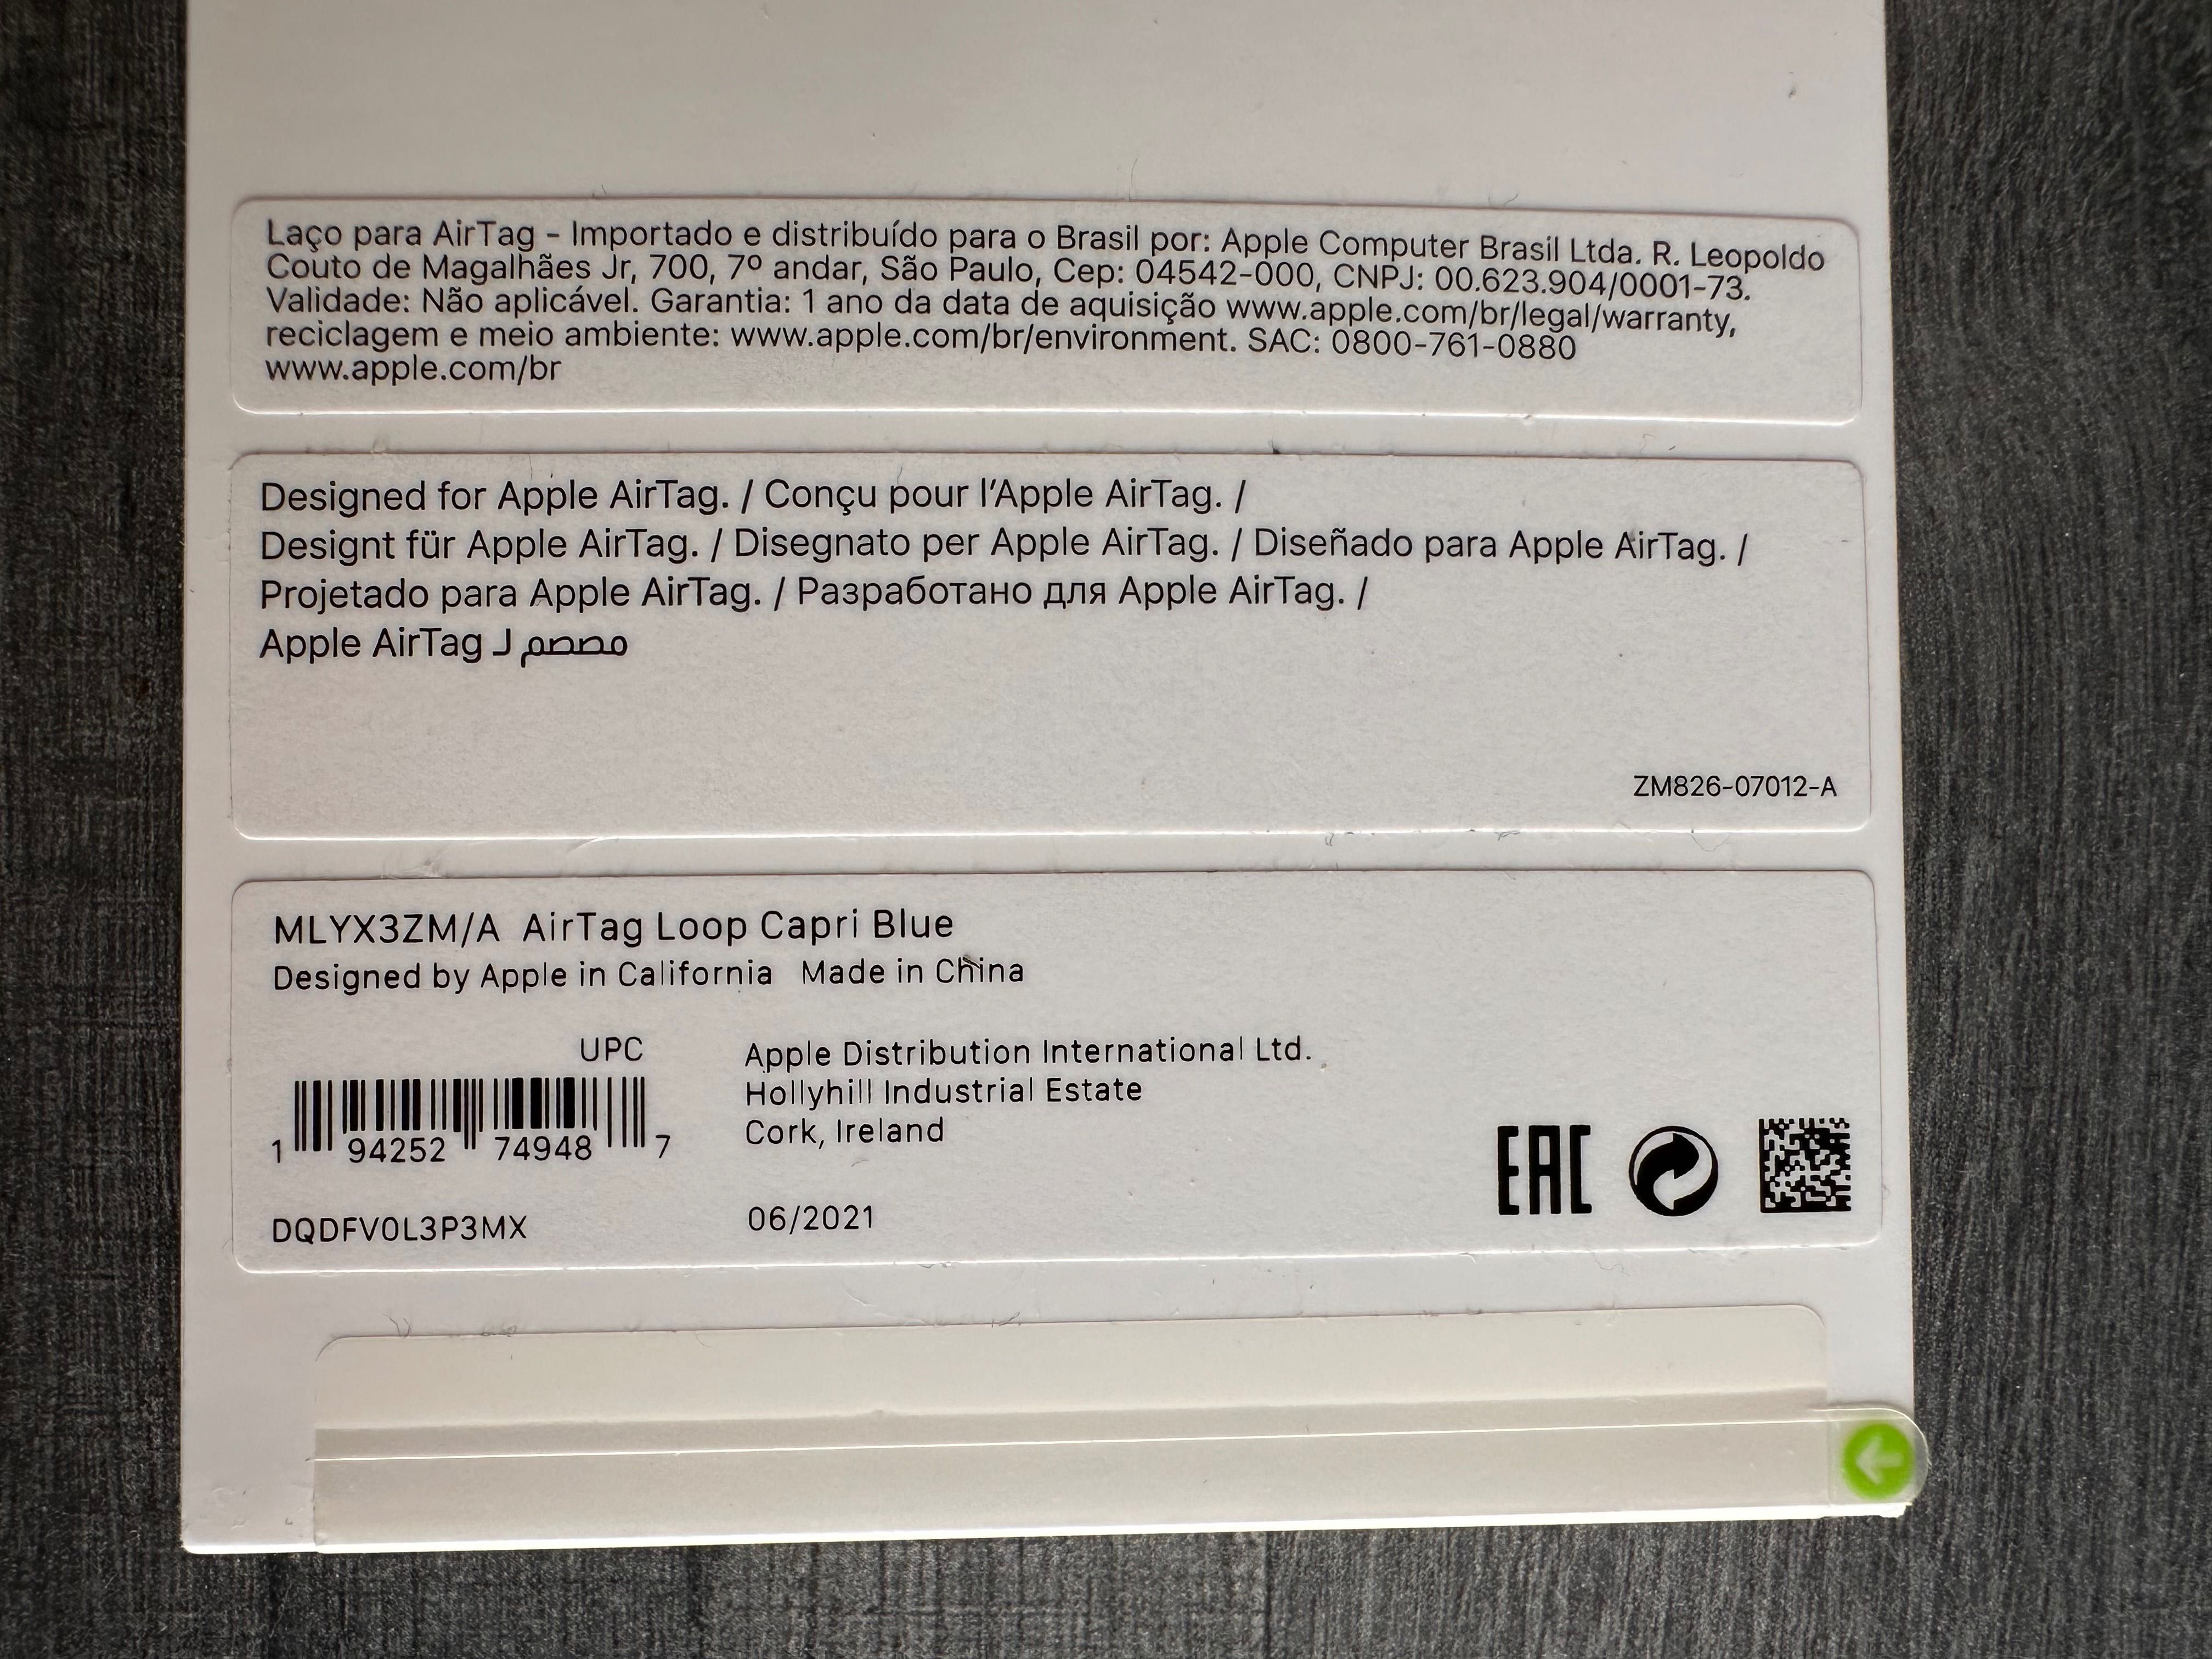 Laço para AirTag - Importado e distribuído para o Brasil por: Apple Computer Brasil Ltda. R. Leopoldo
Couto de Magalhães Jr, 700, 7º andar, São Paulo, Cep: 04542-000, CNPJ: 00.623.904/0001-73.
Validade: Não aplicável. Garantia: 1 ano da data de aquisição www.apple.com/br/legal/warranty,
reciclagem e meio ambiente: www.apple.com/br/environment. SAC: 0800-761-0880
www.apple.com/br
Designed for Apple AirTag. / Conçu pour l’Apple AirTag. /
Designt für Apple AirTag. / Disegnato per Apple AirTag. / Diseñado para Apple AirTag. /
Projetado para Apple AirTag. / Разработано для Apple AirTag. /
Apple AirTag مصصم لـ
ZM826-07012-A
MLYX3ZM/A AirTag Loop Capri Blue
Designed by Apple in California Made in China
UPC
1 94252 74948 7
Apple Distribution International Ltd.
Hollyhill Industrial Estate
Cork, Ireland
DQDFV0L3P3MX
06/2021
EAC